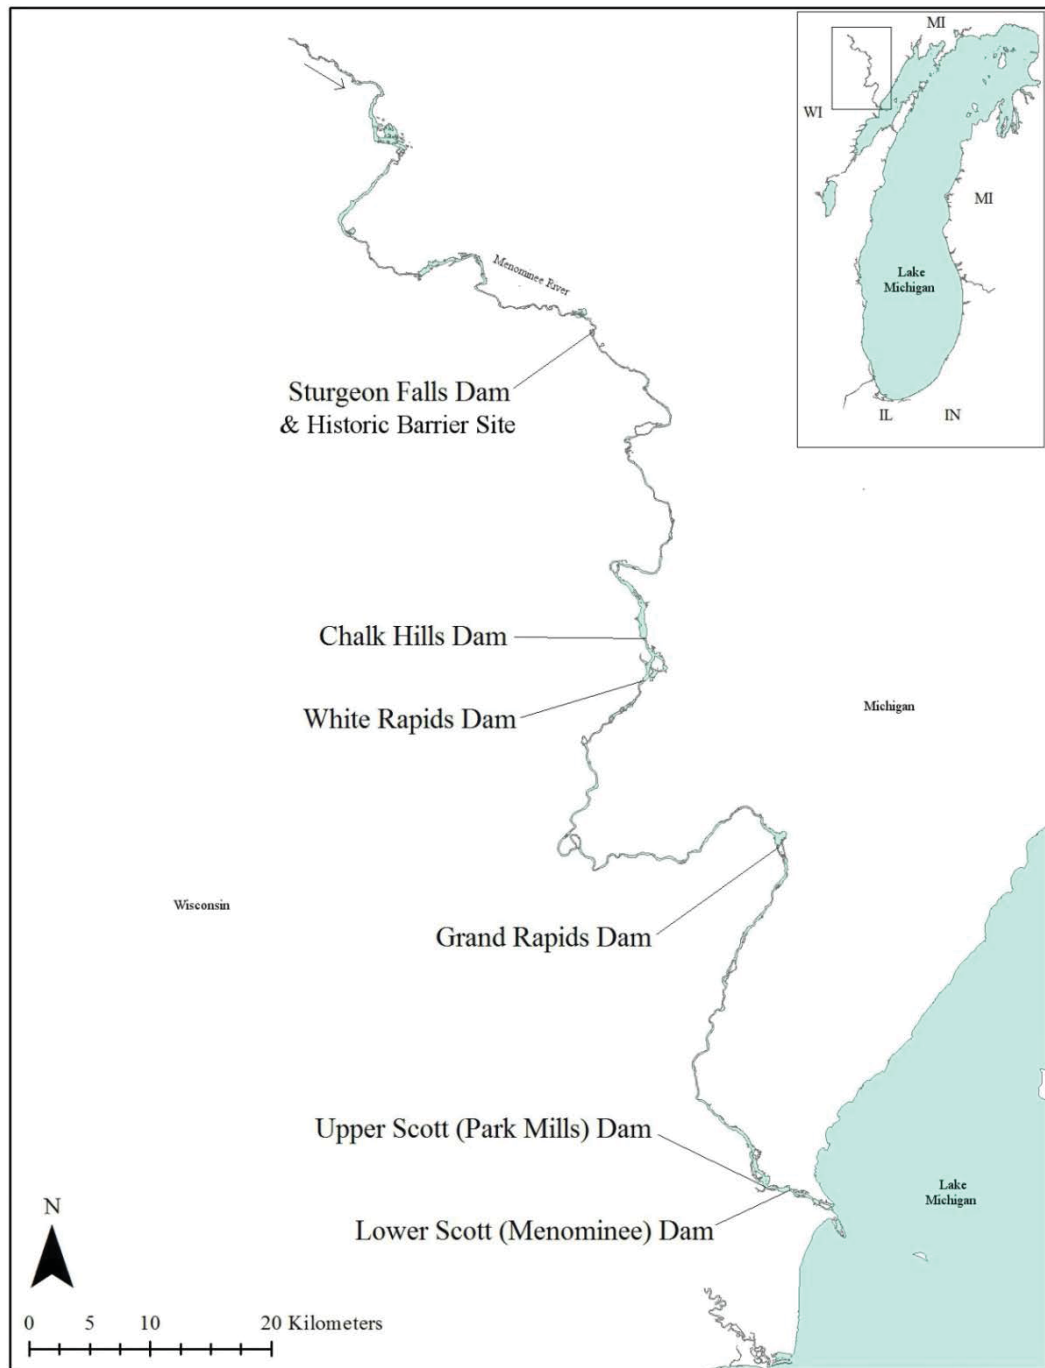 MI
WI
MI
Lake
Michigan
IL
IN
Menominee River
Sturgeon Falls Dam
& Historic Barrier Site
Chalk Hills Dam
White Rapids Dam
Michigan
Wisconsin
Grand Rapids Dam
Upper Scott (Park Mills) Dam
Lake
Michigan
Lower Scott (Menominee) Dam
N
0 5 10 20 Kilometers